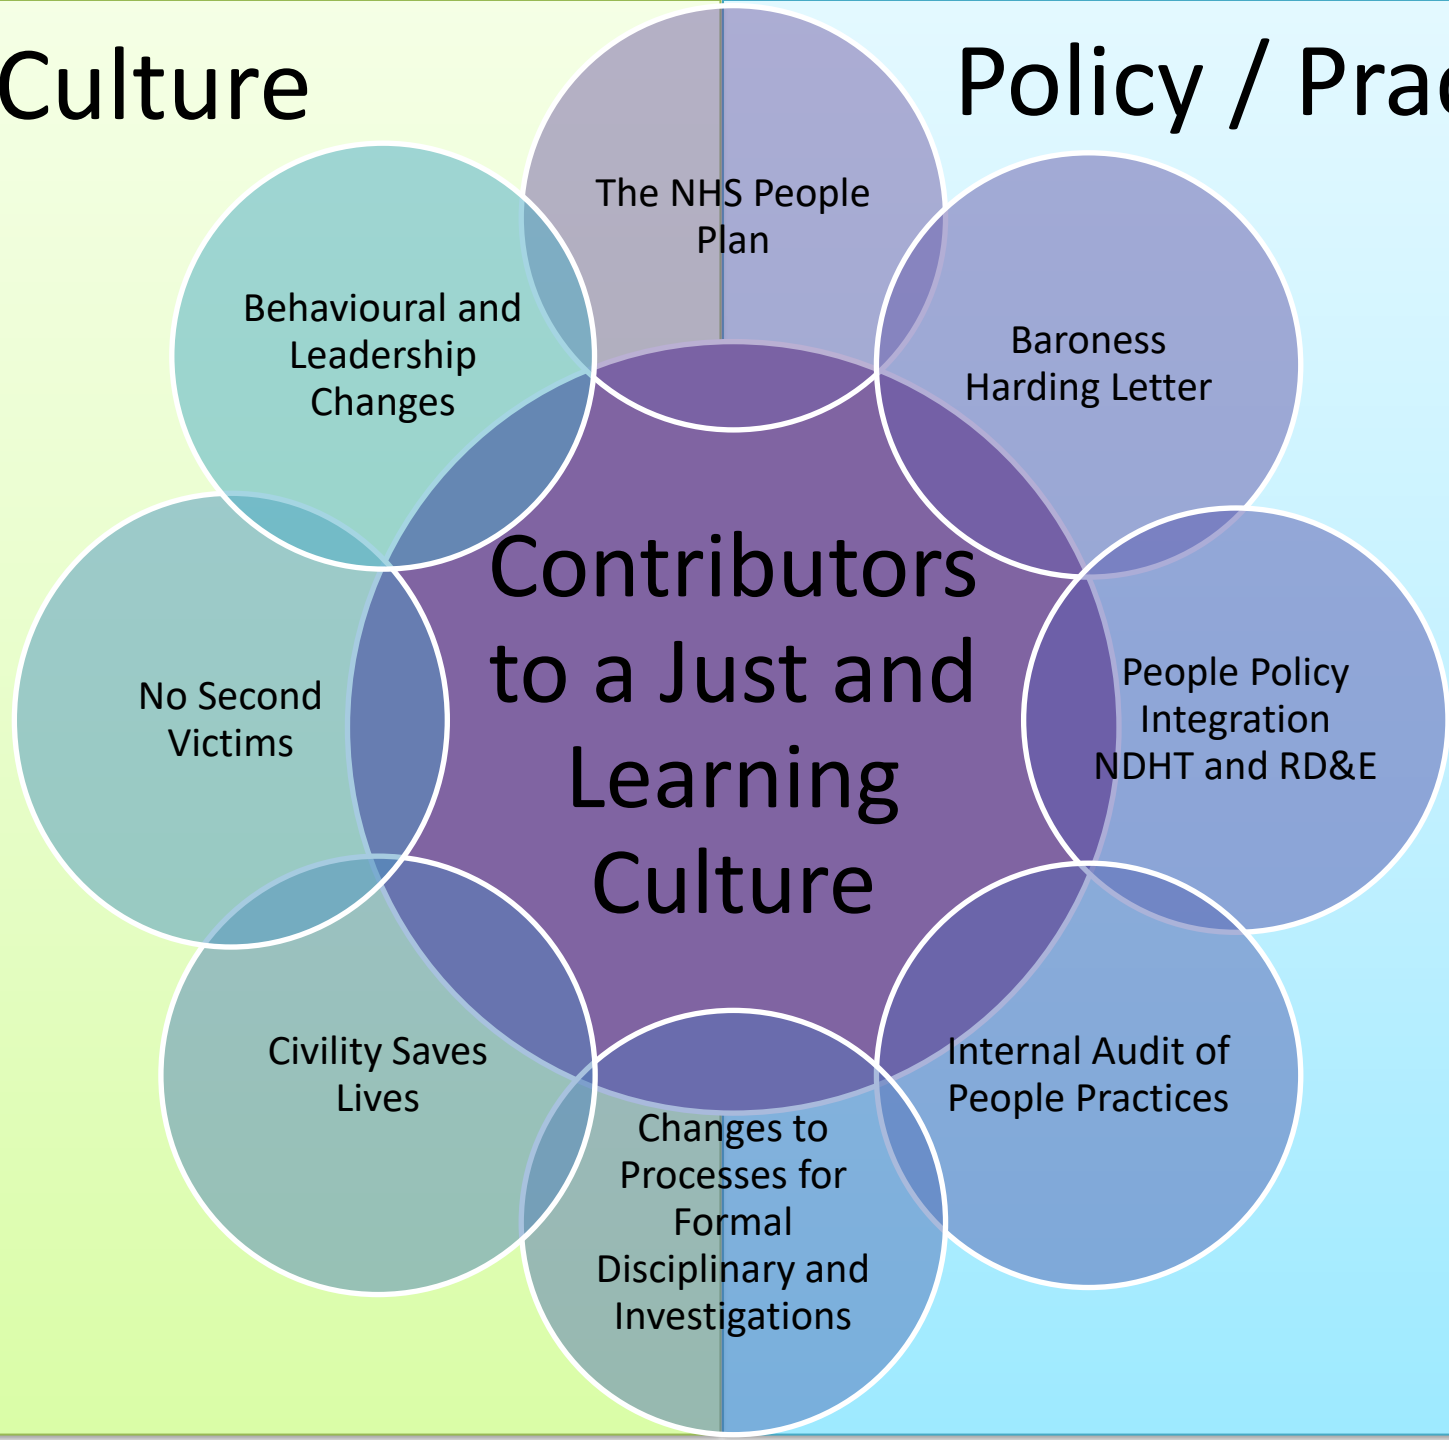 Culture
Policy / Prac
The NHS People
Plan
Baroness
Harding Letter
People Policy
Integration
NDHT and RD&E
Internal Audit of
People Practices
Changes to
Processes for
Formal
Disciplinary and
Investigations
Civility Saves
Lives
No Second
Victims
Behavioural and
Leadership
Changes
Contributors
to a Just and
Learning
Culture